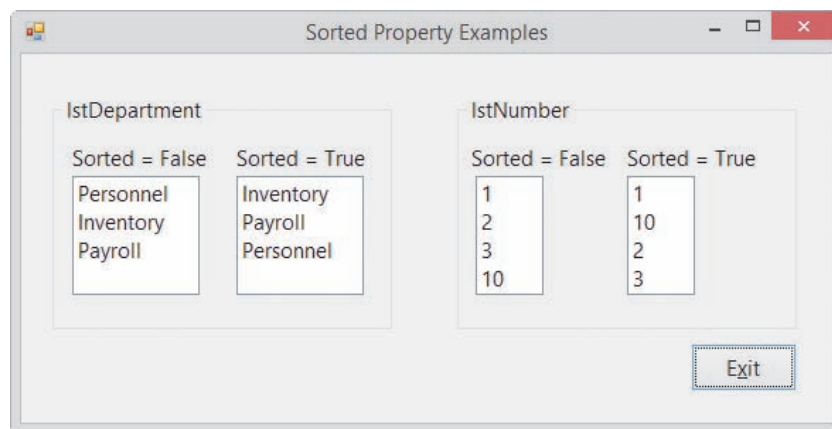 Sorted Property Examples
lstDepartment
Sorted = False
Personnel
Inventory
Payroll
Sorted = True
Inventory
Payroll
Personnel
lstNumber
Sorted = False
1
2
3
10
Sorted = True
1
10
2
3
Exit